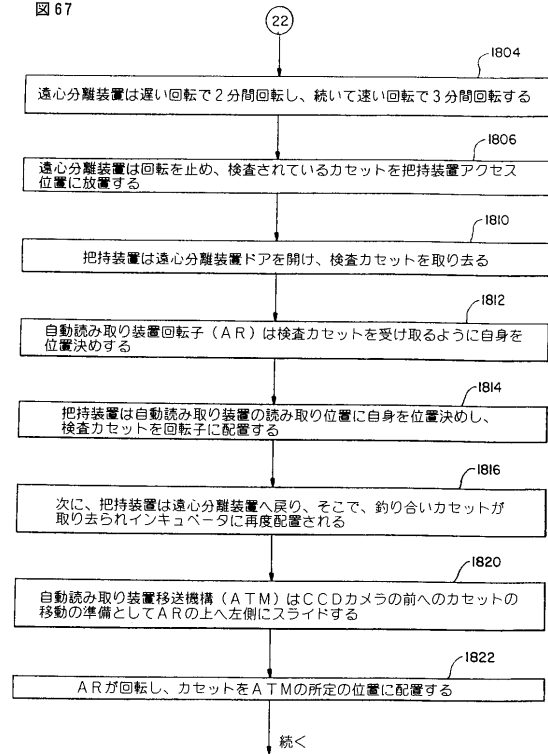 図67
22
1804
遠心分離装置は遅い回転で2分間回転し、続いて速い回転で3分間回転する
1806
遠心分離装置は回転を止め、検査されているカセットを把持装置アクセス
位置に放置する
1810
把持装置は遠心分離装置ドアを開け、検査カセットを取り去る
1812
自動読み取り装置回転子(AR)は検査カセットを受け取るように自身を
位置決めする
1814
把持装置は自動読み取り装置の読み取り位置に自身を位置決めし、
検査カセットを回転子に配置する
1816
次に、把持装置は遠心分離装置へ戻り、そこで、釣り合いカセットが
取り去られインキュベータに再度配置される
1820
自動読み取り装置移送機構(ATM)はCCDカメラの前へのカセットの
移動の準備としてARの上へ左側にスライドする
1822
ARが回転し、カセットをATMの所定の位置に配置する
続く